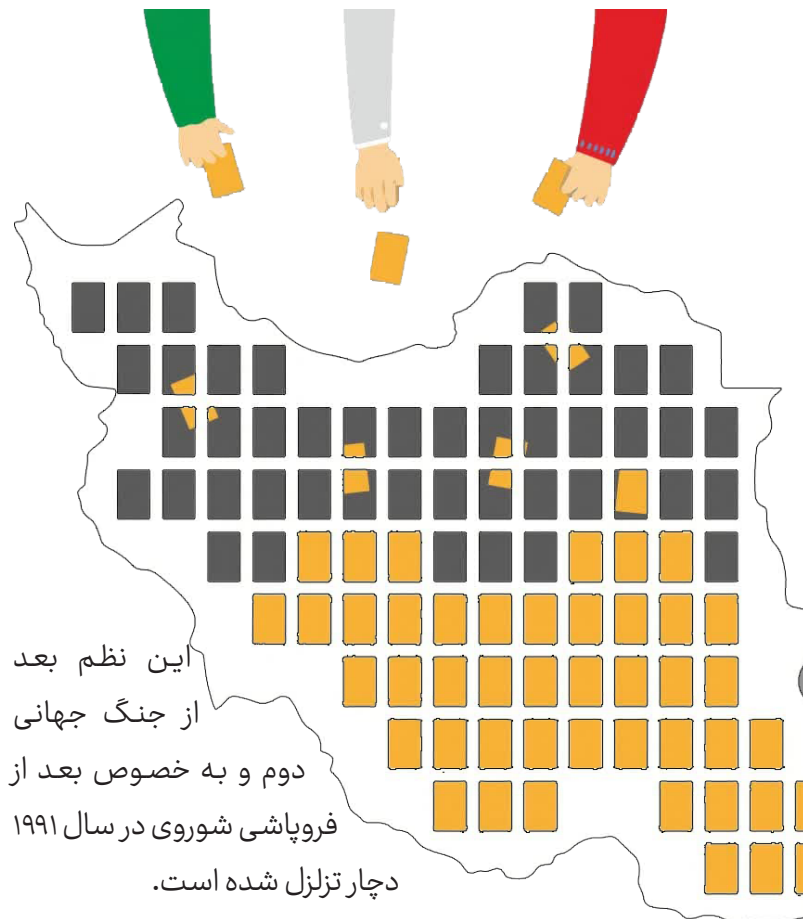 این نظم بعد
از جنگ جهانی
دوم و به خصوص بعد از
فروپاشی شوروی در سال ۱۹۹۱
دچار تزلزل شده است.